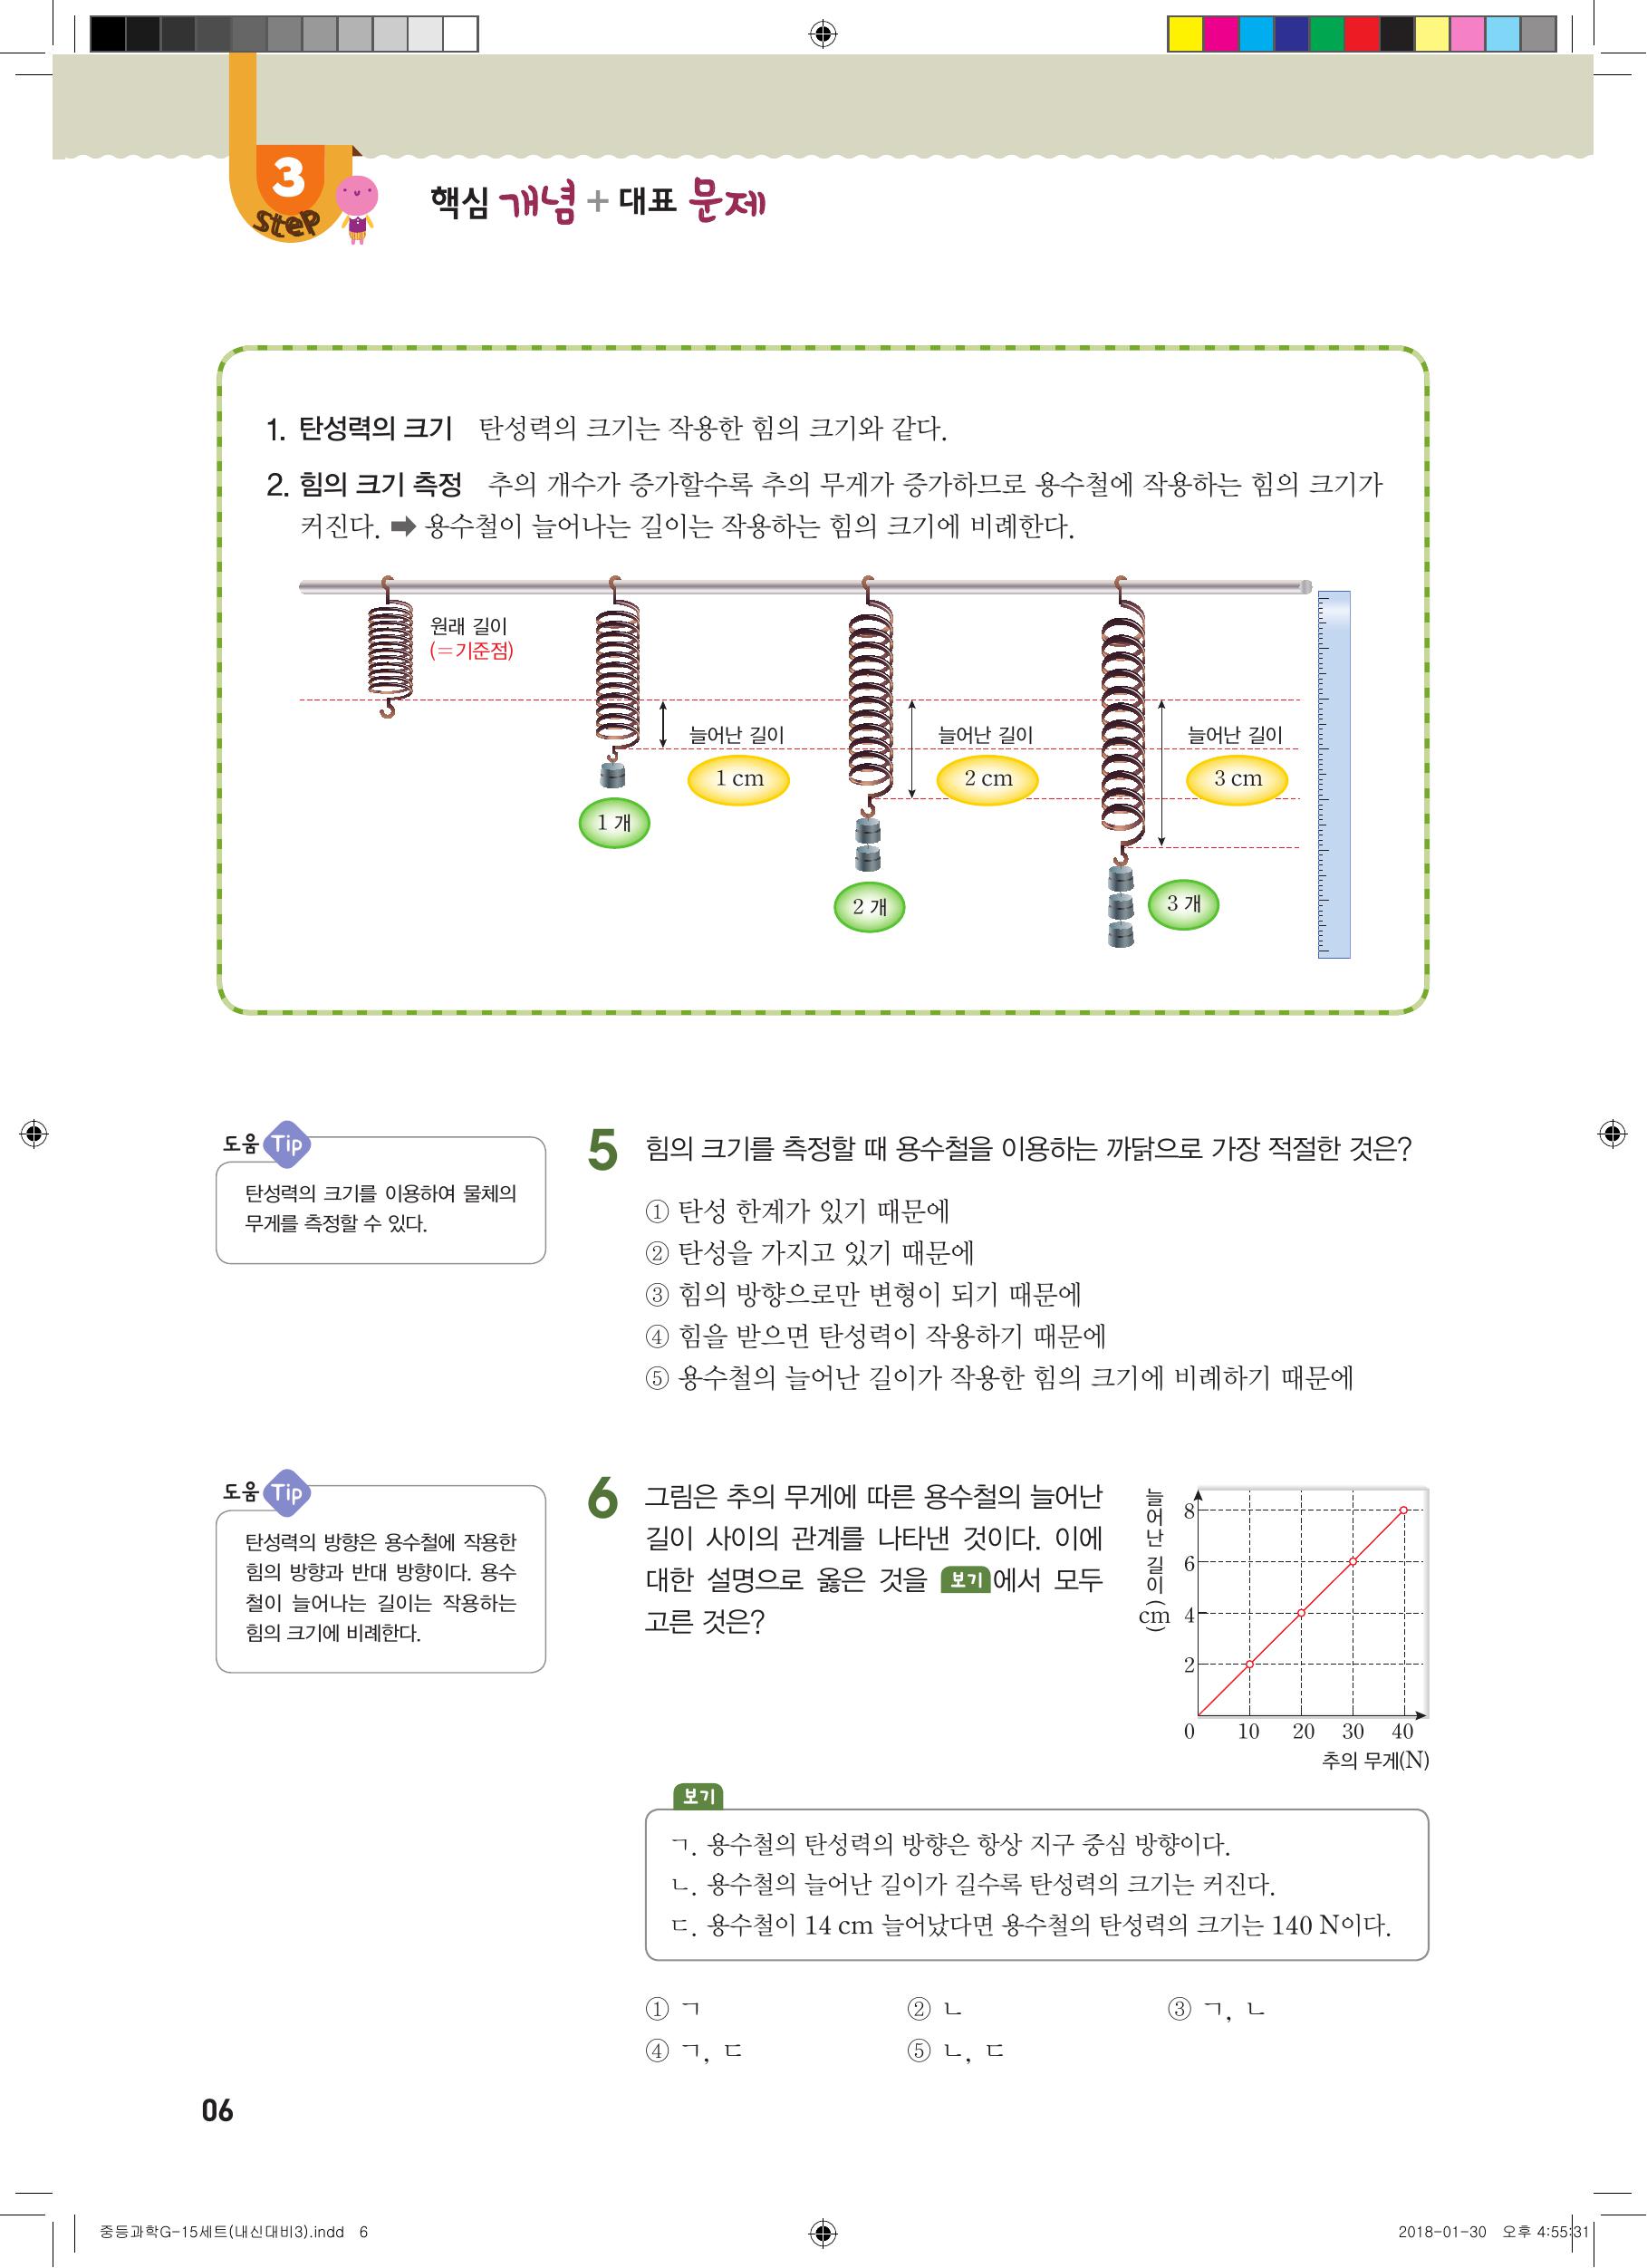 3
step
핵심 개념 + 대표 문제
1. 탄성력의 크기 탄성력의 크기는 작용한 힘의 크기와 같다.
2. 힘의 크기 측정 추의 개수가 증가할수록 추의 무게가 증가하므로 용수철에 작용하는 힘의 크기가
커진다. ➡ 용수철이 늘어나는 길이는 작용하는 힘의 크기에 비례한다.
원래 길이
(=기준점)
늘어난 길이
1 cm
1 개
늘어난 길이
2 cm
2 개
늘어난 길이
3 cm
3 개
도움 Tip
탄성력의 크기를 이용하여 물체의
무게를 측정할 수 있다.
5 힘의 크기를 측정할 때 용수철을 이용하는 까닭으로 가장 적절한 것은?
① 탄성 한계가 있기 때문에
② 탄성을 가지고 있기 때문에
③ 힘의 방향으로만 변형이 되기 때문에
④ 힘을 받으면 탄성력이 작용하기 때문에
⑤ 용수철의 늘어난 길이가 작용한 힘의 크기에 비례하기 때문에
도움 Tip
탄성력의 방향은 용수철에 작용한
힘의 방향과 반대 방향이다. 용수
철이 늘어나는 길이는 작용하는
힘의 크기에 비례한다.
6 그림은 추의 무게에 따른 용수철의 늘어난
길이 사이의 관계를 나타낸 것이다. 이에
대한 설명으로 옳은 것을 보기에서 모두
고른 것은?
늘어난 길이(cm)
8
6
4
2
0 10 20 30 40
추의 무게(N)
보기
ㄱ. 용수철의 탄성력의 방향은 항상 지구 중심 방향이다.
ㄴ. 용수철의 늘어난 길이가 길수록 탄성력의 크기는 커진다.
ㄷ. 용수철이 14 cm 늘어났다면 용수철의 탄성력의 크기는 140 N이다.
① ㄱ ② ㄴ ③ ㄱ, ㄴ
④ ㄱ, ㄷ ⑤ ㄴ, ㄷ
06
중등과학G-15세트(내신대비3).indd 6 2018-01-30 오후 4:55:31